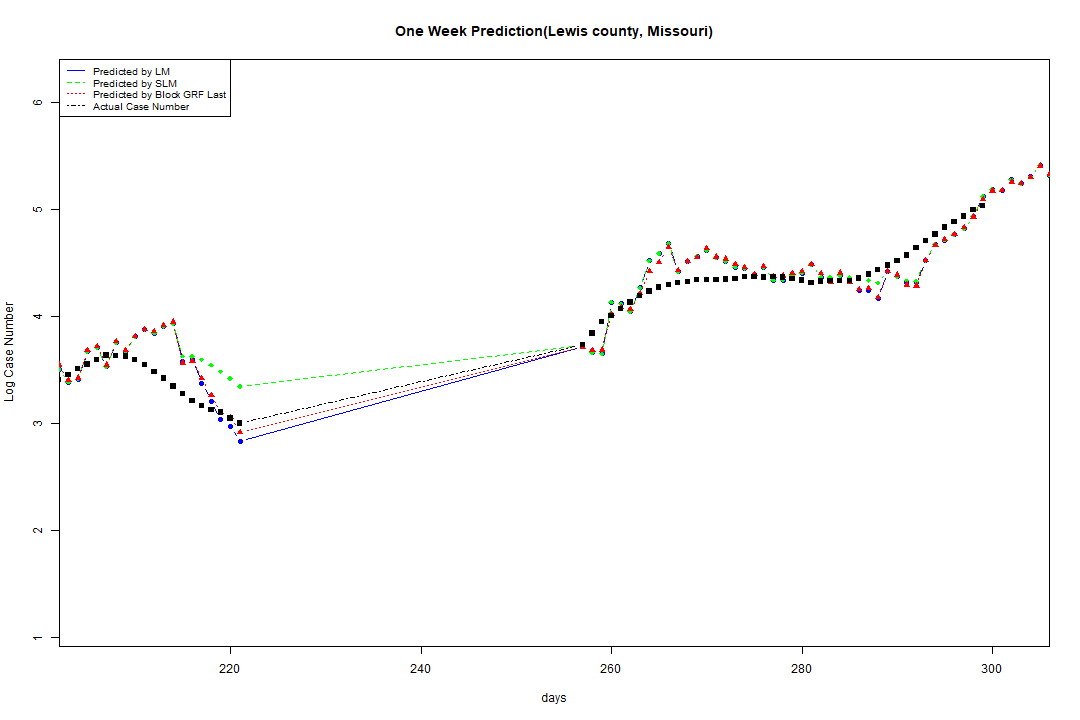 One Week Prediction(Lewis county, Missouri)
Predicted by LM
Predicted by SLM
Predicted by Block GRF Last
Actual Case Number
6
5
4
3
2
1
Log Case Number
220
240
260
280
300
days